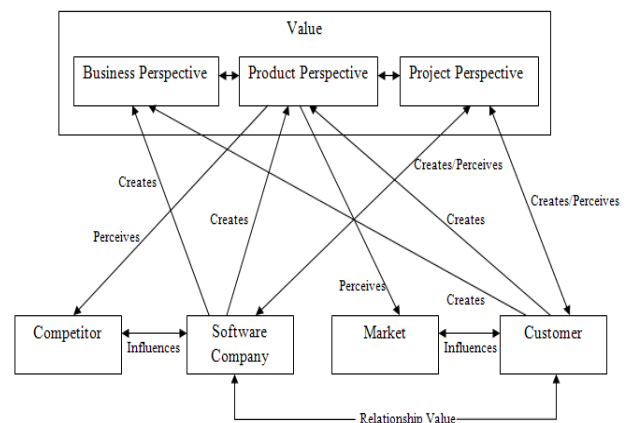 Value
Business Perspective
Product Perspective
Project Perspective
Creates/Perceives
Creates
Creates
Creates/Perceives
Creates
Perceives
Perceives
Creates
Competitor
Influences
Software
Company
Market
Influences
Customer
Relationship Value